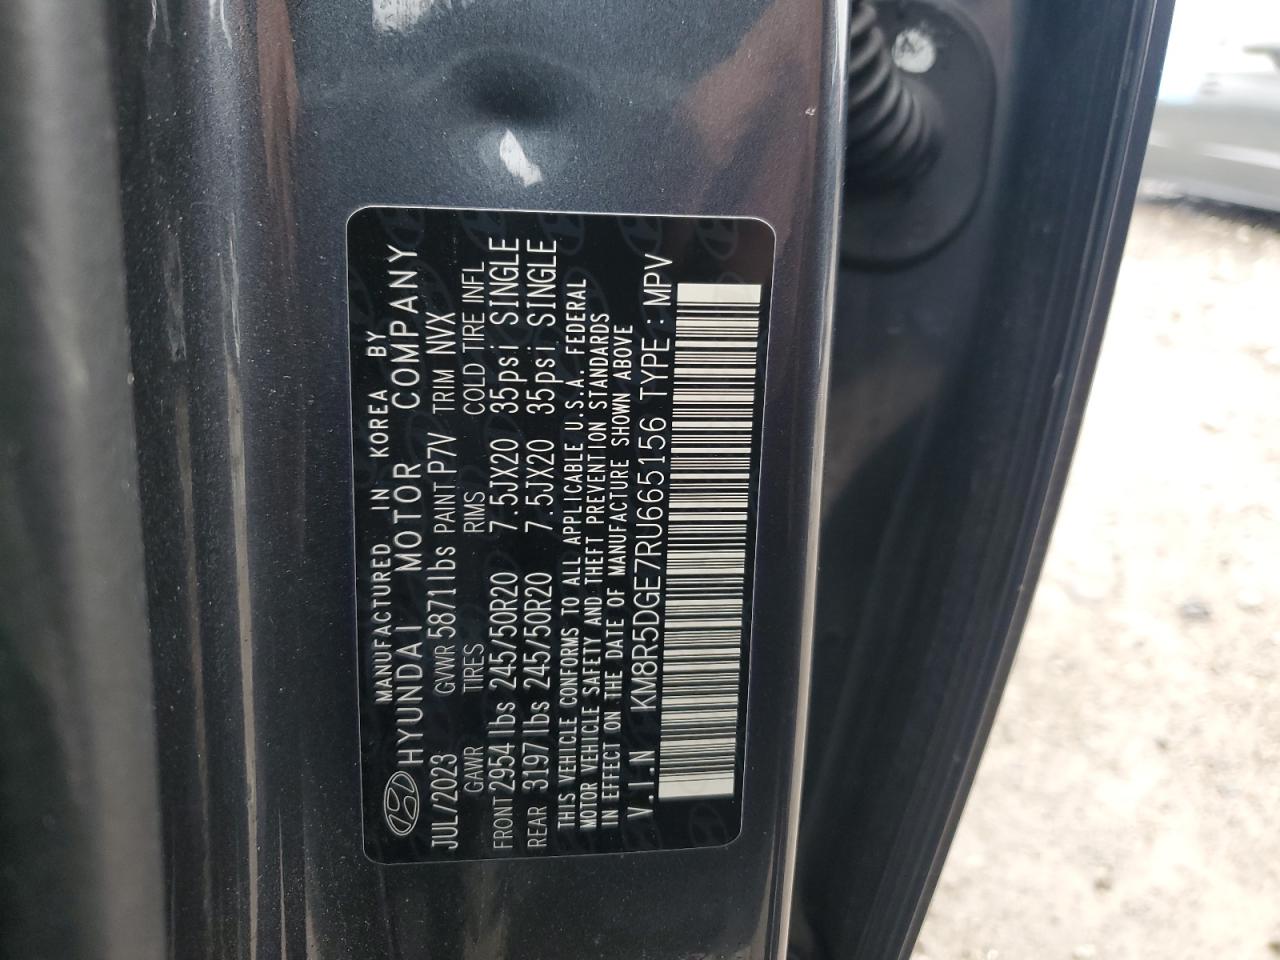 MANUFACTURED IN KOREA BY
HYUNDAI MOTOR COMPANY
JUL/2023 GVWR 5871lbs PAINT P7V TRIM NVX
GAWR TIRES RIMS COLD TIRE INFL
FRONT 2954lbs 245/50R20 7.5JX20 35psi SINGLE
REAR 3197lbs 245/50R20 7.5JX20 35psi SINGLE
THIS VEHICLE CONFORMS TO ALL APPLICABLE U.S.A. FEDERAL
MOTOR VEHICLE SAFETY AND THEFT PREVENTION STANDARDS
IN EFFECT ON THE DATE OF MANUFACTURE SHOWN ABOVE
V.I.N KM8R5DGE7RU665156 TYPE:MPV